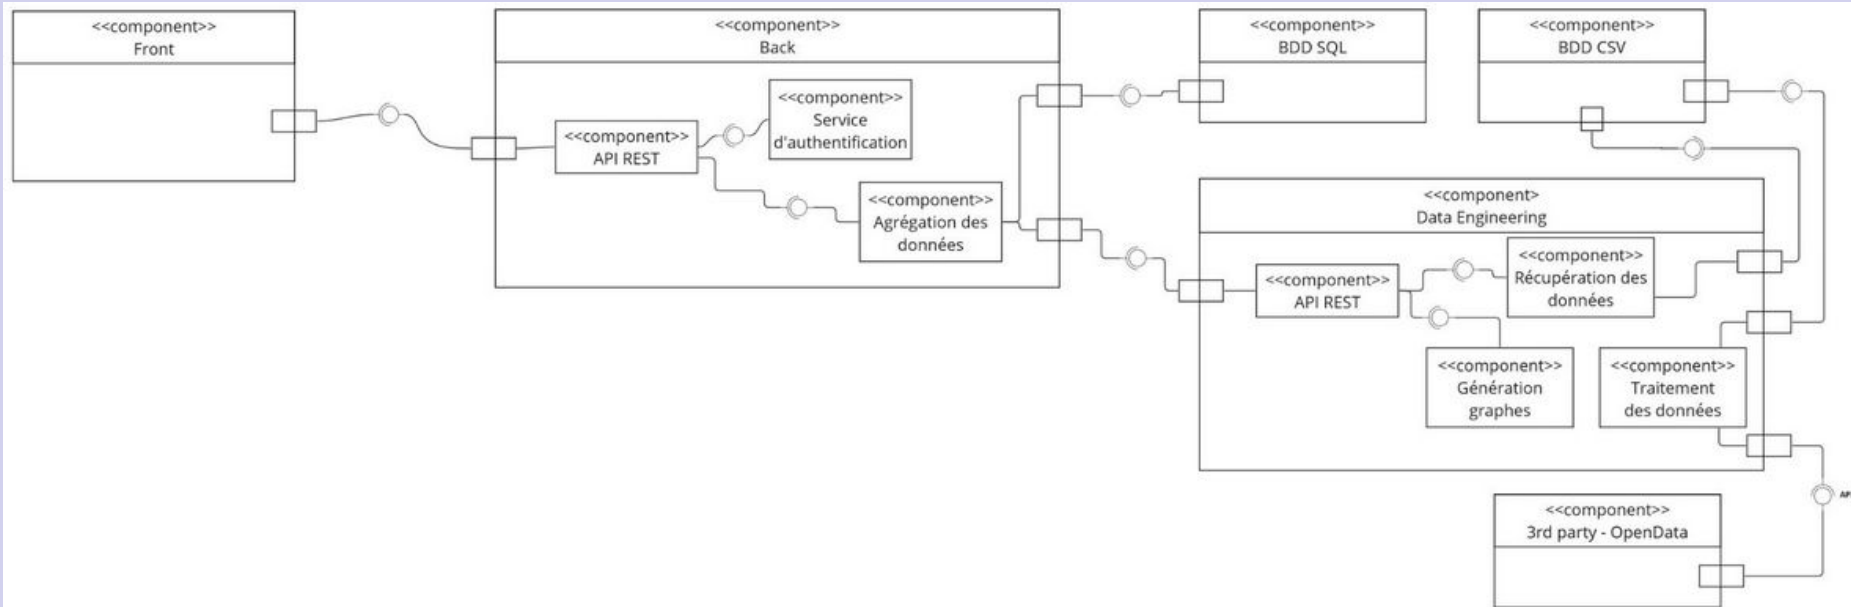 <<component>>
Front
<<component>>
Back
<<component>>
Service
d'authentification
<<component>>
API REST
<<component>>
Agrégation des
données
<<component>>
BDD SQL
<<component>>
BDD CSV
<<component>
Data Engineering
<<component>>
API REST
<<component>>
Récupération des
données
<<component>>
Génération
graphes
<<component>>
Traitement
des données
<<component>>
3rd party - OpenData